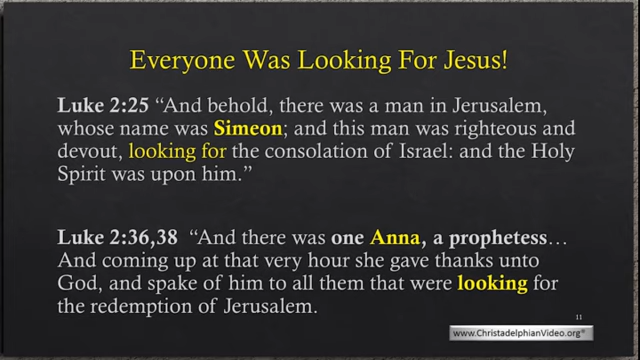 Everyone Was Looking For Jesus!
Luke 2:25 “And behold, there was a man in Jerusalem,
whose name was Simeon; and this man was righteous and
devout, looking for the consolation of Israel: and the Holy
Spirit was upon him.”
Luke 2:36,38 “And there was one Anna, a prophetess…
And coming up at that very hour she gave thanks unto
God, and spake of him to all them that were looking for
the redemption of Jerusalem.
11
www.ChristadelphianVideo.org®